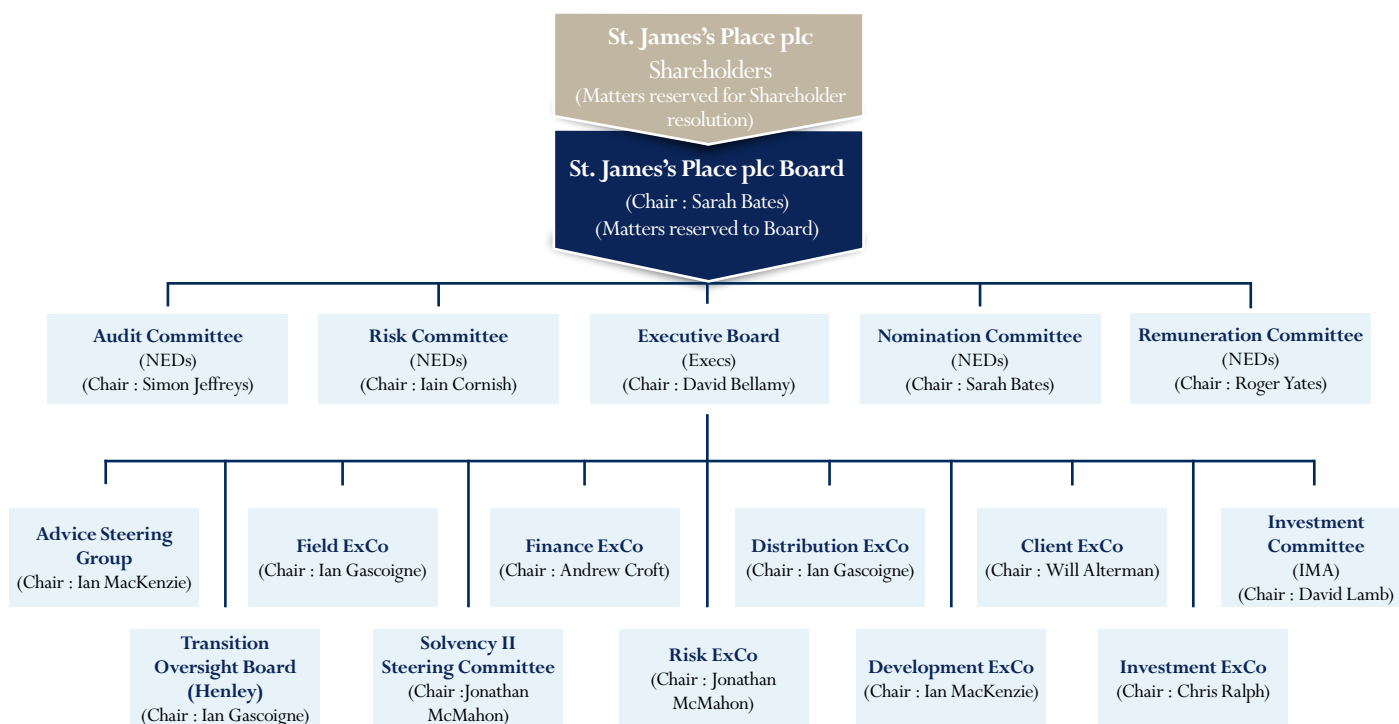 St. James’s Place plc
Shareholders
(Matters reserved for Shareholder
resolution)
St. James’s Place plc Board
(Chair : Sarah Bates)
(Matters reserved to Board)
Audit Committee
(NEDs)
(Chair : Simon Jeffreys)
Risk Committee
(NEDs)
(Chair : Iain Cornish)
Executive Board
(Execs)
(Chair : David Bellamy)
Nomination Committee
(NEDs)
(Chair : Sarah Bates)
Remuneration Committee
(NEDs)
(Chair : Roger Yates)
Advice Steering
Group
(Chair : Ian MacKenzie)
Field ExCo
(Chair : Ian Gascoigne)
Finance ExCo
(Chair : Andrew Croft)
Distribution ExCo
(Chair : Ian Gascoigne)
Client ExCo
(Chair : Will Alterman)
Investment
Committee
(IMA)
(Chair : David Lamb)
Transition
Oversight Board
(Henley)
(Chair : Ian Gascoigne)
Solvency II
Steering Committee
(Chair :Jonathan
McMahon)
Risk ExCo
(Chair : Jonathan
McMahon)
Development ExCo
(Chair : Ian MacKenzie)
Investment ExCo
(Chair : Chris Ralph)